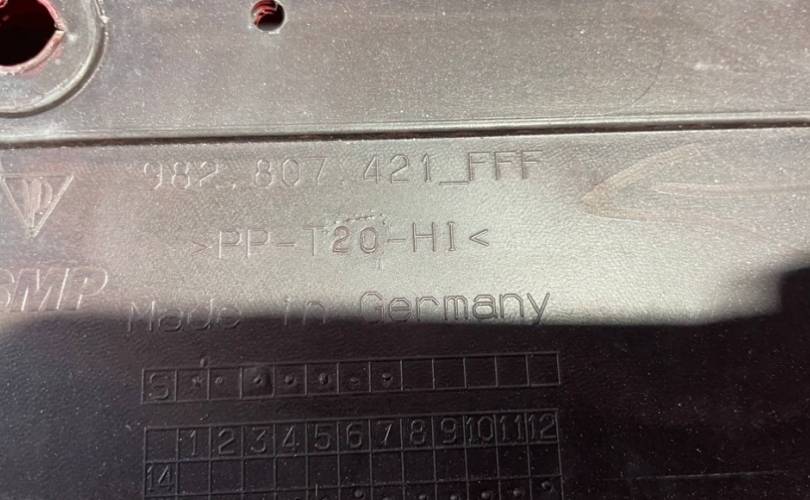 982.807.421_FFF
>PP-T20-HI<
SMP
Made in Germany
S
1 2 3 4 5 6 7 8 9 10 11 12
14